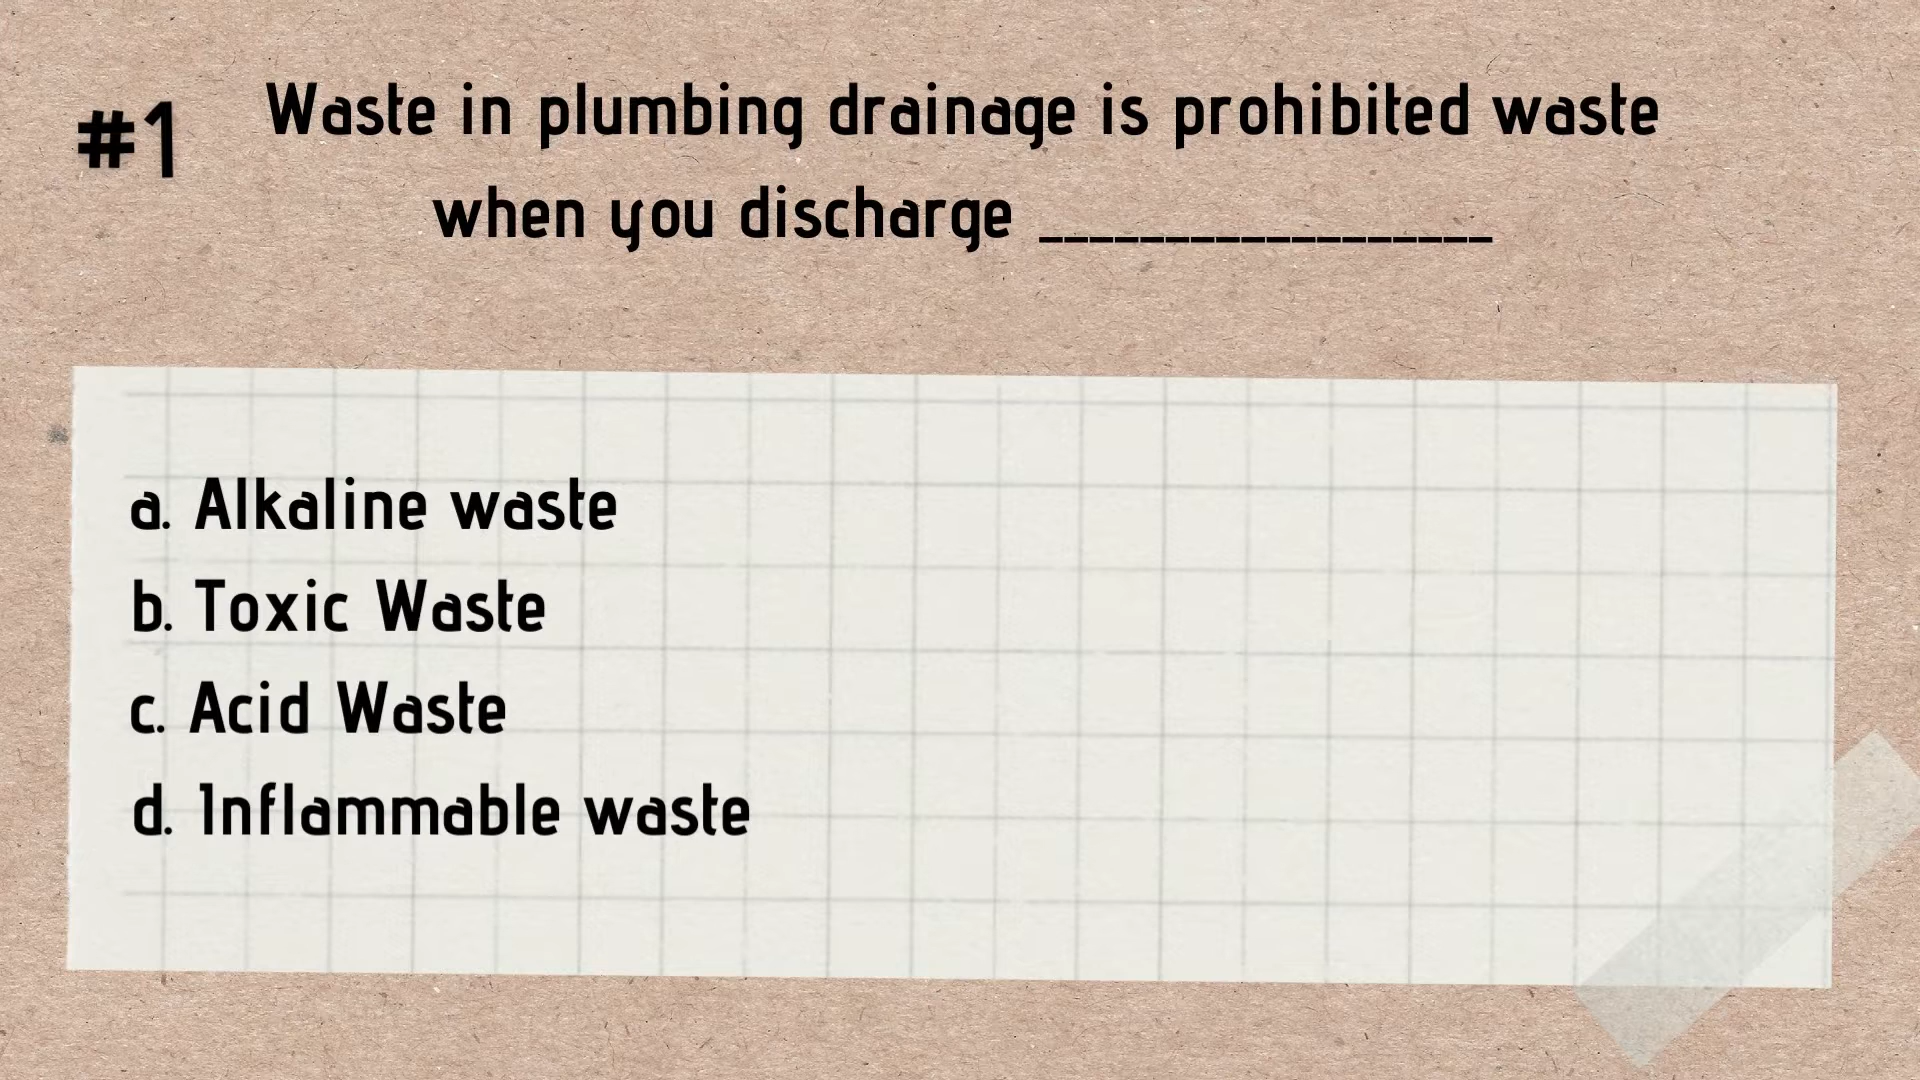 #1
Waste in plumbing drainage is prohibited waste
when you discharge __________________
a. Alkaline waste
b. Toxic Waste
c. Acid Waste
d. Inflammable waste